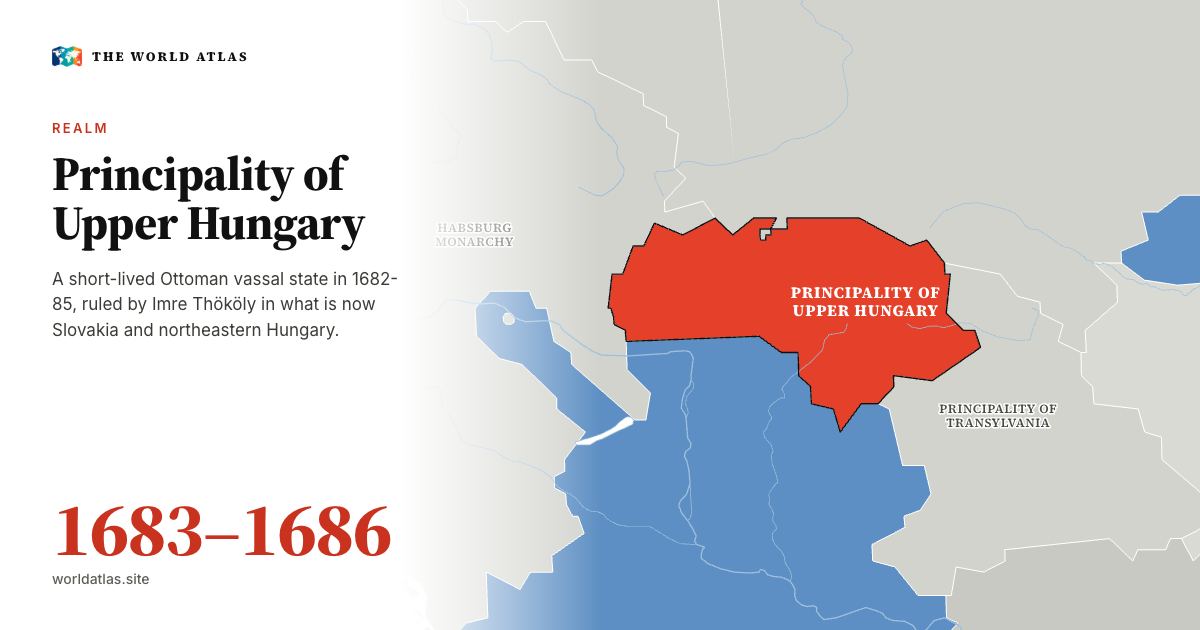 THE WORLD ATLAS
REALM
Principality of
Upper Hungary
A short-lived Ottoman vassal state in 1682-
85, ruled by Imre Thököly in what is now
Slovakia and northeastern Hungary.
1683–1686
worldatlas.site
HABSBURG
MONARCHY
PRINCIPALITY OF
UPPER HUNGARY
PRINCIPALITY OF
TRANSYLVANIA